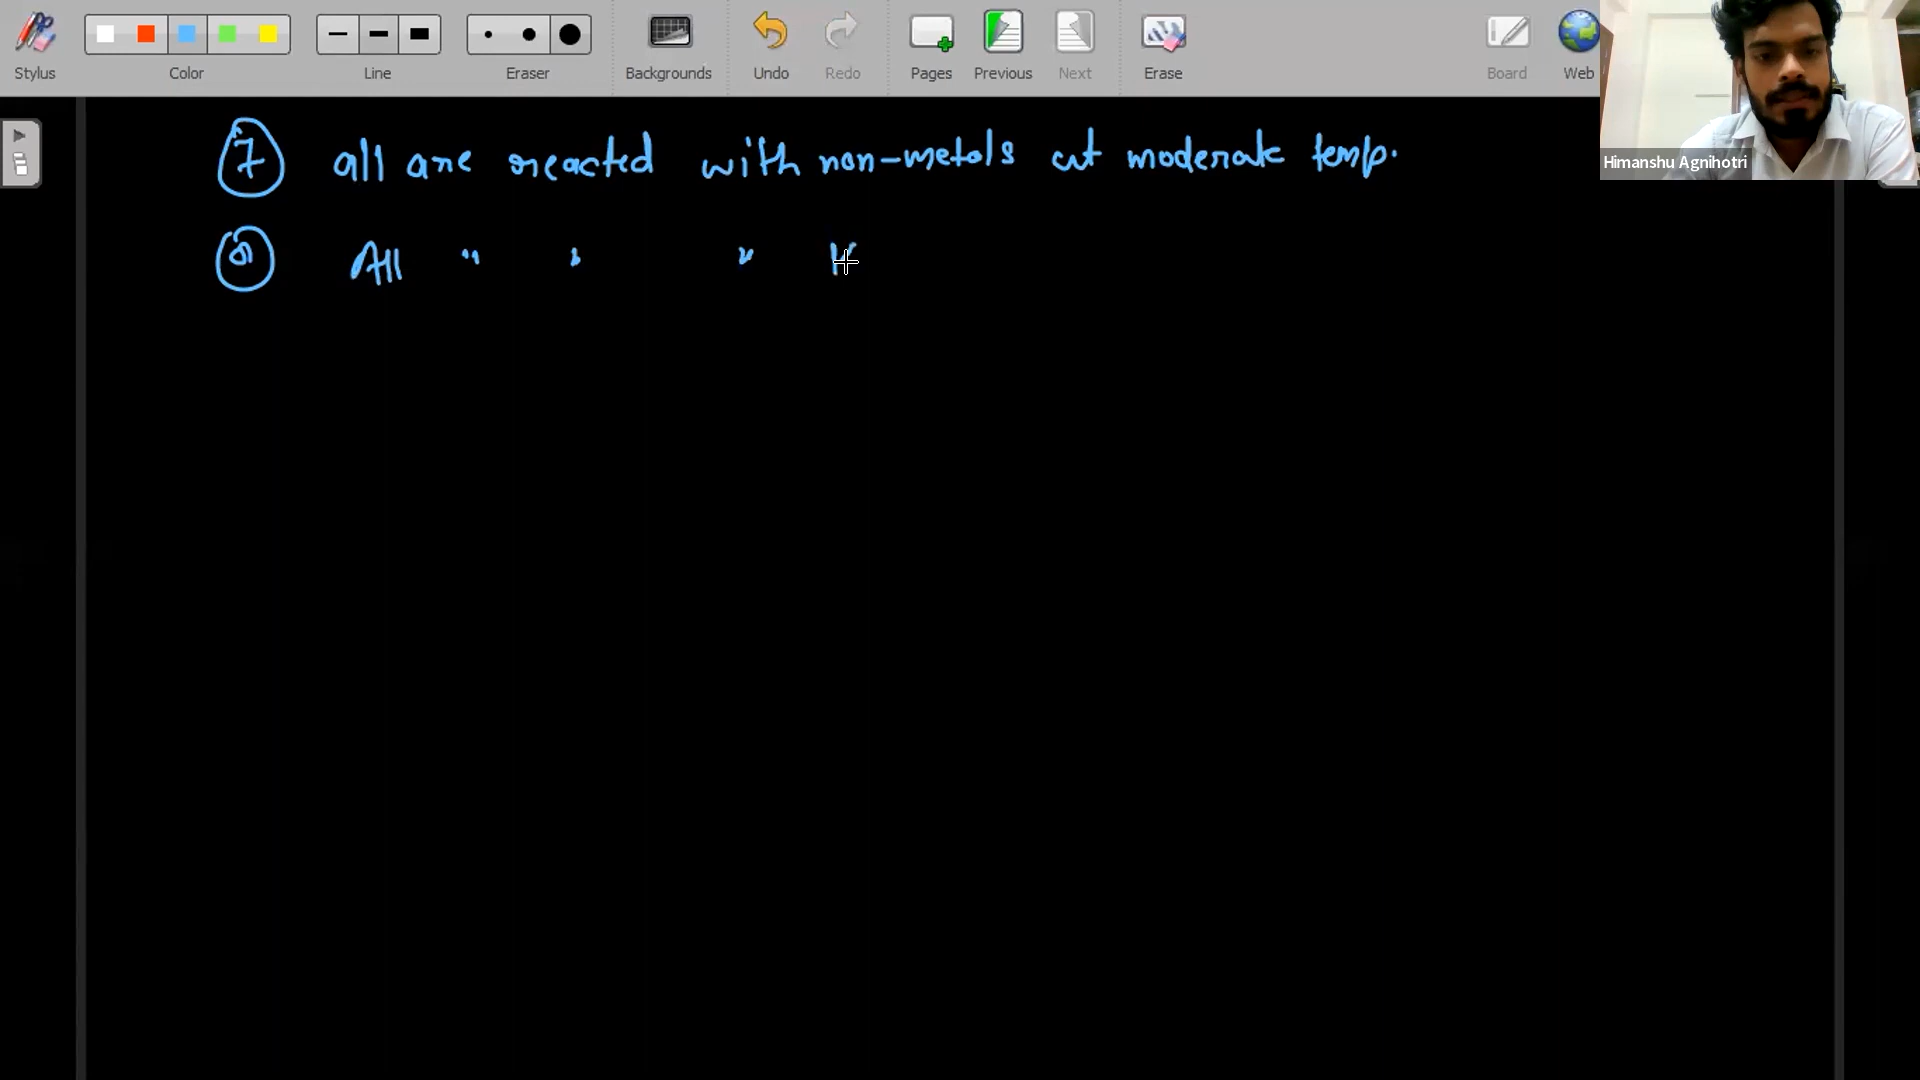 Stylus Color Line Eraser Backgrounds Undo Redo Pages Previous Next Erase Board Web
Himanshu Agnihotri
7 all are reacted with non-metals at moderate temp.
8 All " " " H